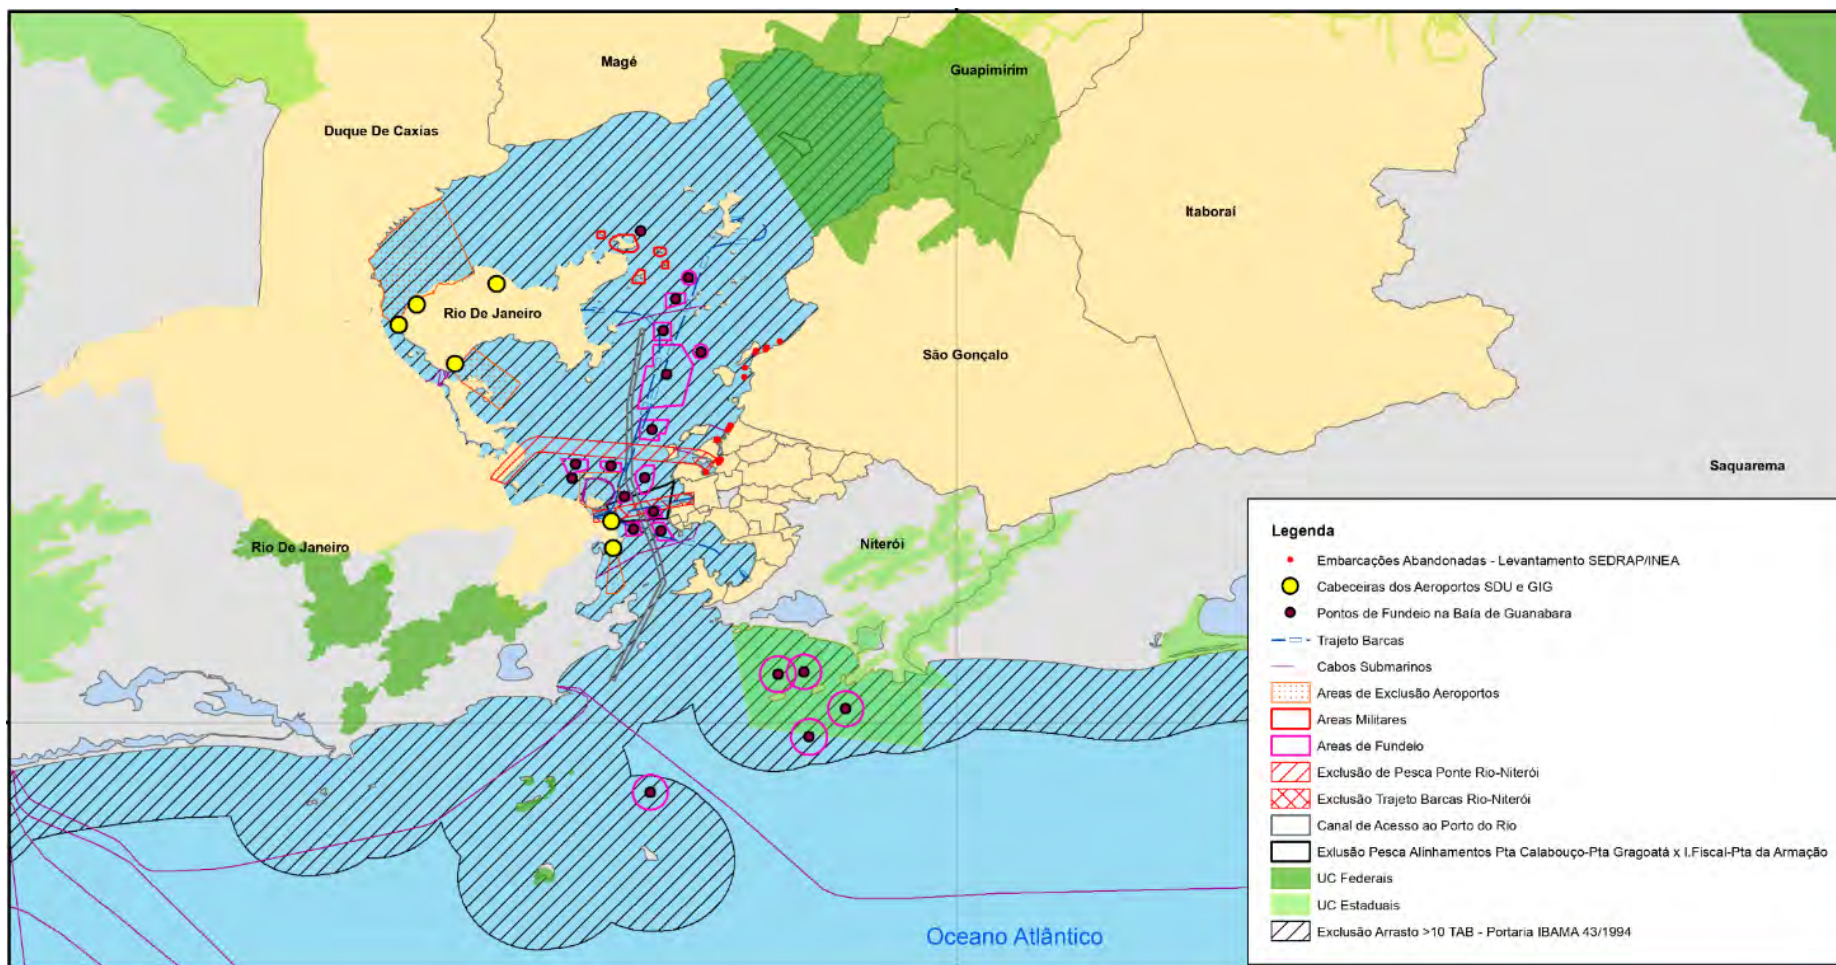 Magé
Guapimirim
Duque De Caxias
Itaboraí
Rio De Janeiro
São Gonçalo
Saquarema
Rio De Janeiro
Niterói
Oceano Atlântico
Legenda
Embarcações Abandonadas - Levantamento SEDRAP/INEA
Cabeceiras dos Aeroportos SDU e GIG
Pontos de Fundeio na Baía de Guanabara
Trajeto Barcas
Cabos Submarinos
Areas de Exclusão Aeroportos
Areas Militares
Areas de Fundeio
Exclusão de Pesca Ponte Rio-Niterói
Exclusão Trajeto Barcas Rio-Niterói
Canal de Acesso ao Porto do Rio
Exlusão Pesca Alinhamentos Pta Calabouço-Pta Gragoatá x I.Fiscal-Pta da Armação
UC Federais
UC Estaduais
Exclusão Arrasto >10 TAB - Portaria IBAMA 43/1994